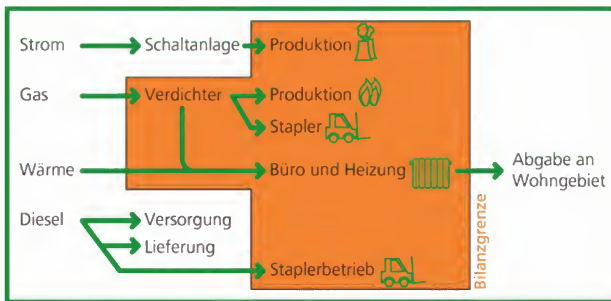 Strom Schaltanlage Produktion
Gas Verdichter Produktion
Stapler
Wärme Büro und Heizung Abgabe an
Wohngebiet
Diesel Versorgung
Lieferung
Staplerbetrieb
Bilanzgrenze